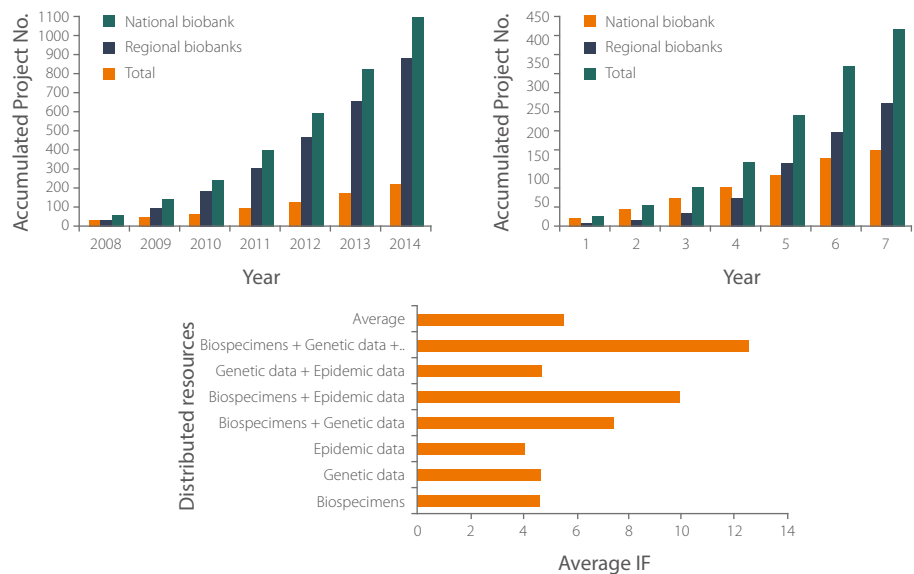 1100
1000
900
800
700
600
500
400
300
200
100
0
Accumulated Project No.
National biobank
Regional biobanks
Total
2008 2009 2010 2011 2012 2013 2014
Year
450
400
350
300
250
200
150
100
50
0
Accumulated Project No.
National biobank
Regional biobanks
Total
1 2 3 4 5 6 7
Year
Distributed resources
Average
Biospecimens + Genetic data +..
Genetic data + Epidemic data
Biospecimens + Epidemic data
Biospecimens + Genetic data
Epidemic data
Genetic data
Biospecimens
0 2 4 6 8 10 12 14
Average IF